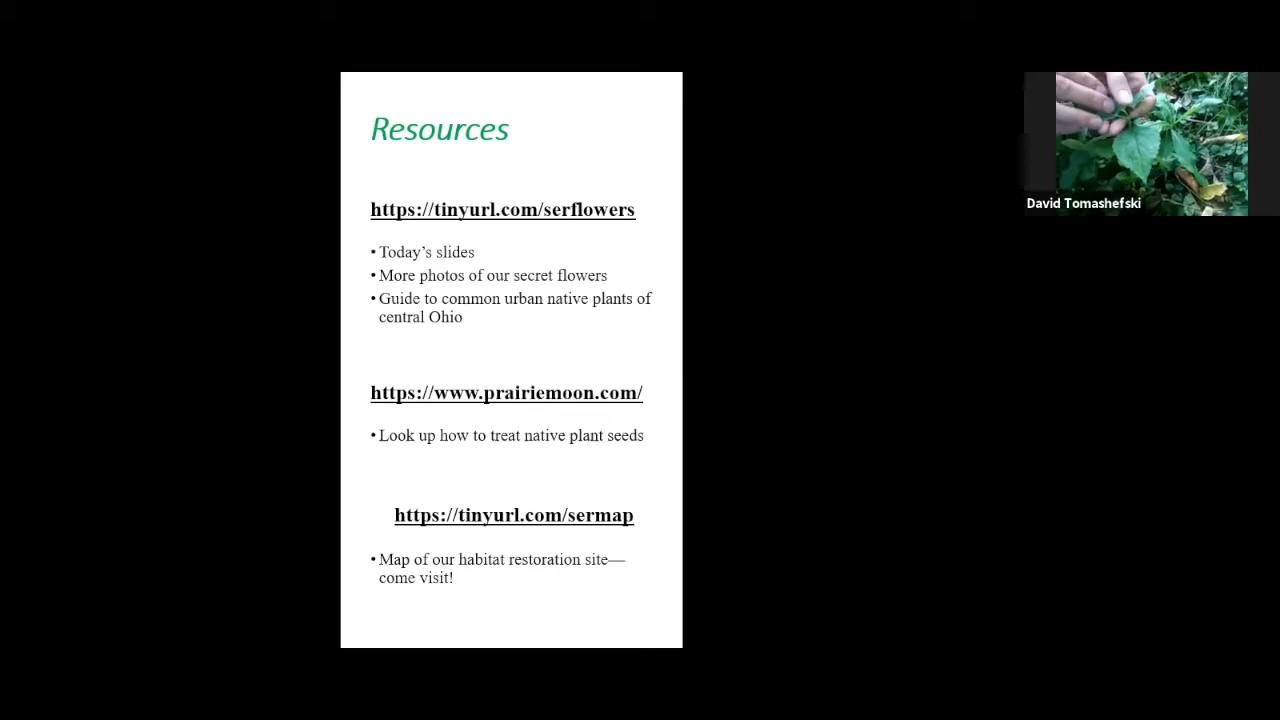 Resources
https://tinyurl.com/serflowers
• Today’s slides
• More photos of our secret flowers
• Guide to common urban native plants of
central Ohio
https://www.prairiemoon.com/
• Look up how to treat native plant seeds
https://tinyurl.com/sermap
• Map of our habitat restoration site—
come visit!
David Tomashefski